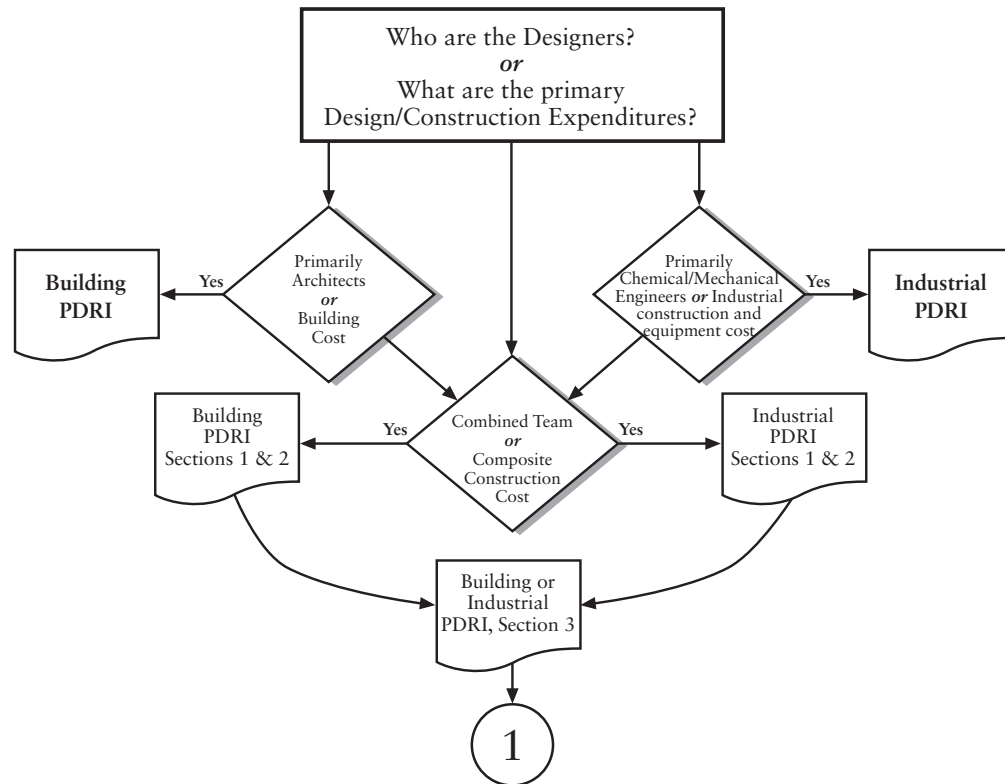 Who are the Designers?
or
What are the primary
Design/Construction Expenditures?
Building
PDRI
Yes
Primarily
Architects
or
Building
Cost
Primarily
Chemical/Mechanical
Engineers or Industrial
construction and
equipment cost
Yes
Industrial
PDRI
Building
PDRI
Sections 1 & 2
Yes
Combined Team
or
Composite
Construction
Cost
Yes
Industrial
PDRI
Sections 1 & 2
Building or
Industrial
PDRI, Section 3
1